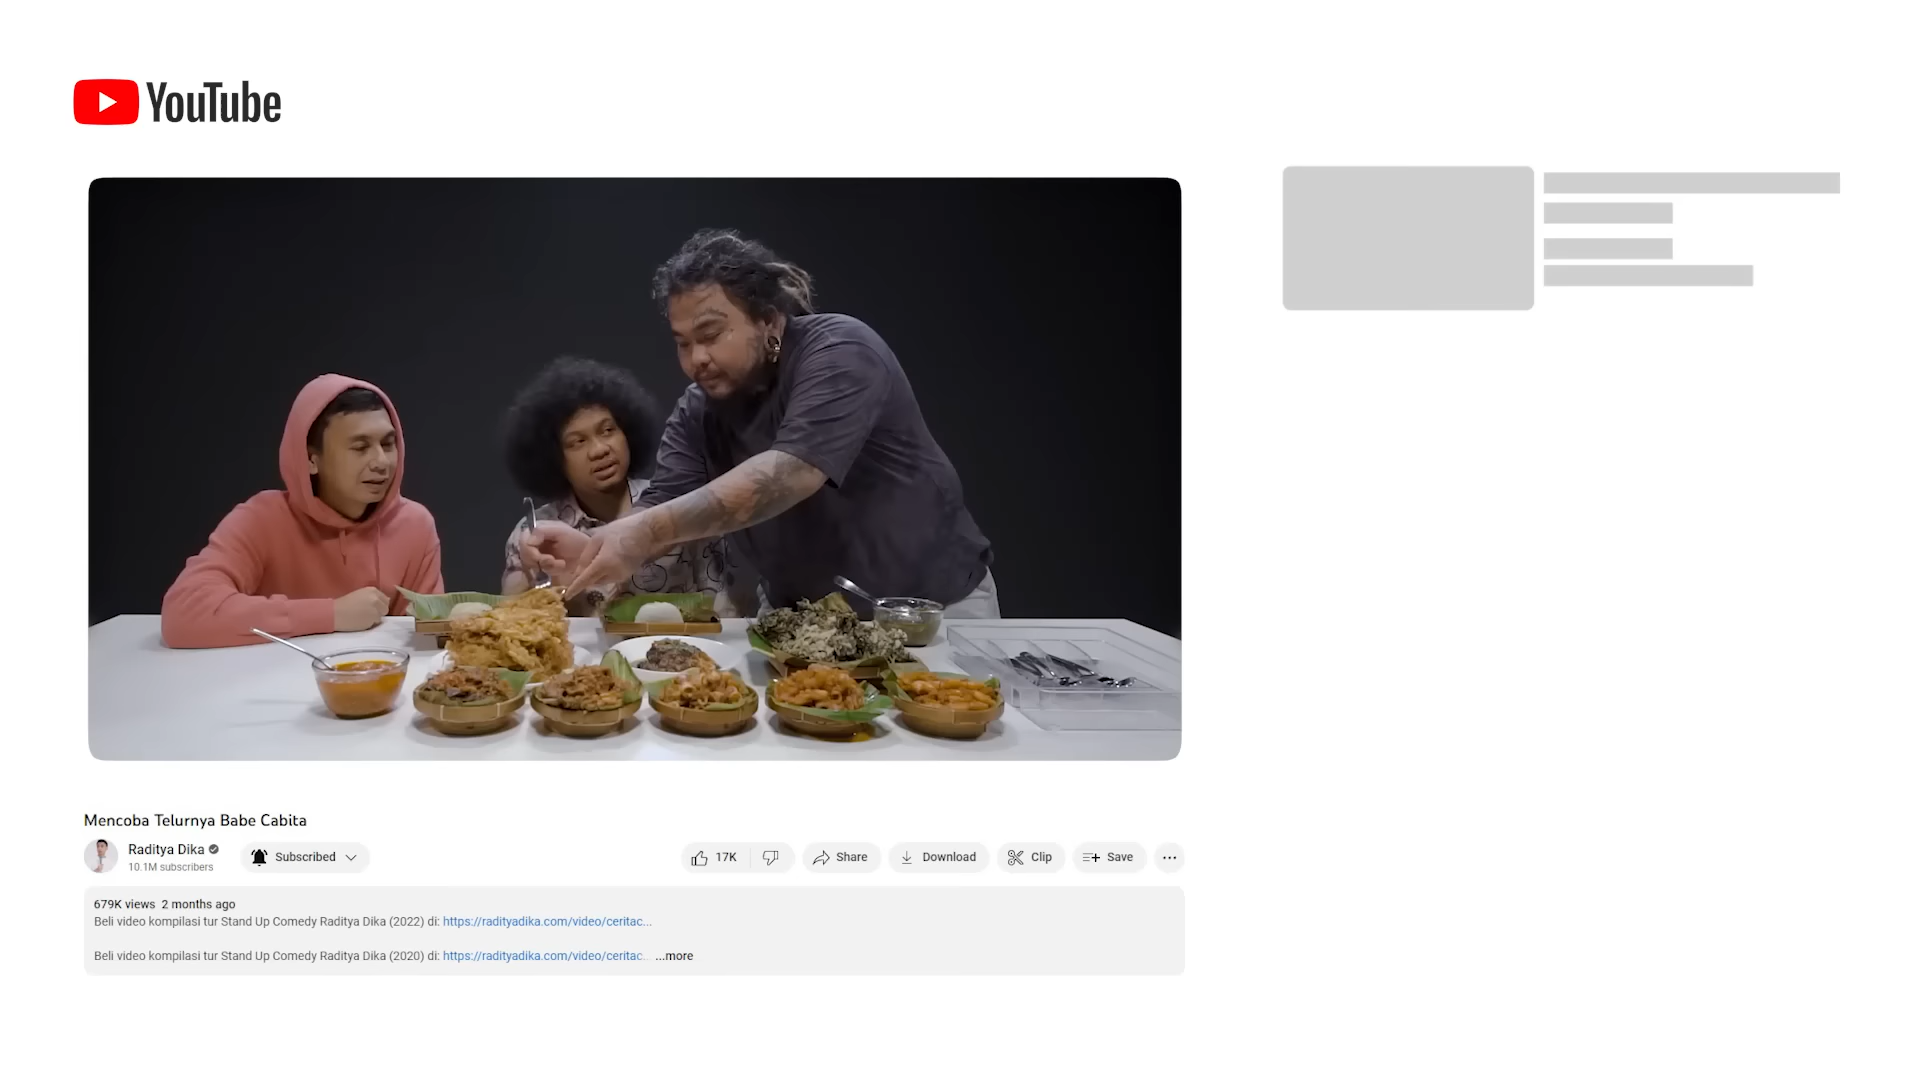 YouTube
Mencoba Telurnya Babe Cabita
Raditya Dika
10.1M subscribers
Subscribed
17K
Share
Download
Clip
Save
679K views 2 months ago
Beli video kompilasi tur Stand Up Comedy Raditya Dika (2022) di: https://radityadika.com/video/ceritac...
Beli video kompilasi tur Stand Up Comedy Raditya Dika (2020) di: https://radityadika.com/video/ceritac... ...more